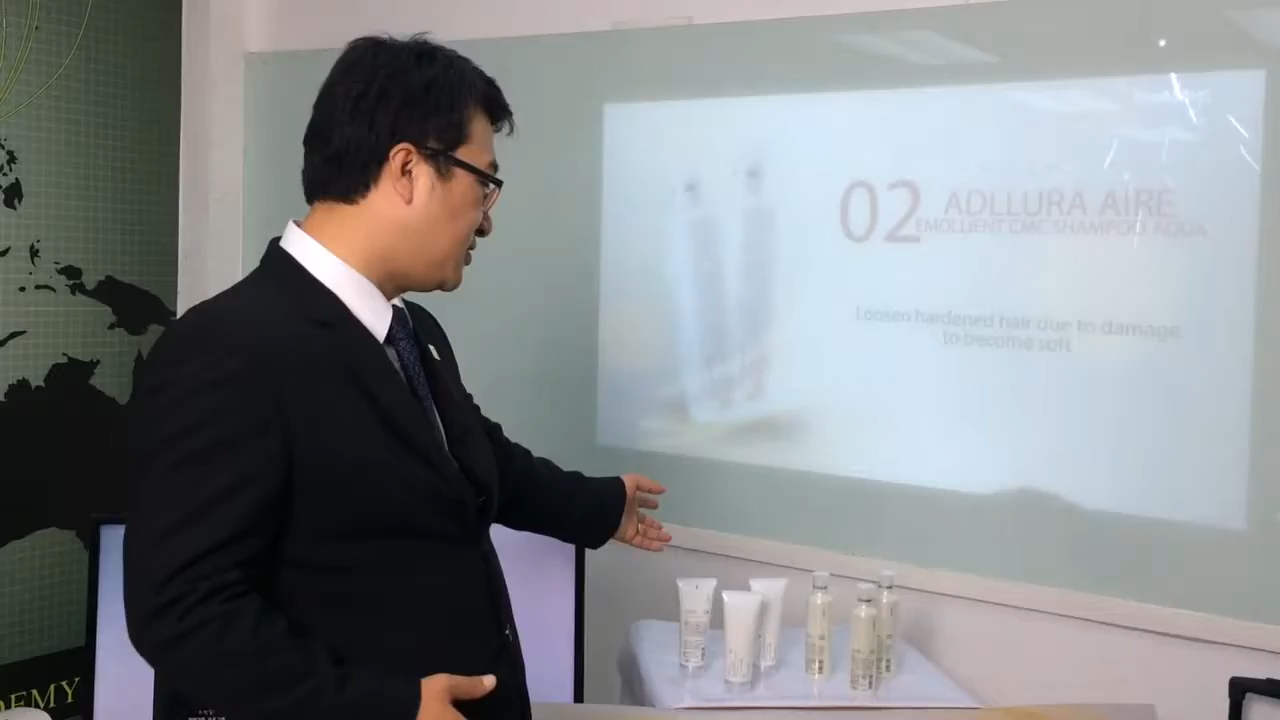 02
ADLLURA AIRE
EMOLLIENT CMC SHAMPOO AQUA
Loosen hardened hair due to damage
to become soft
EMY